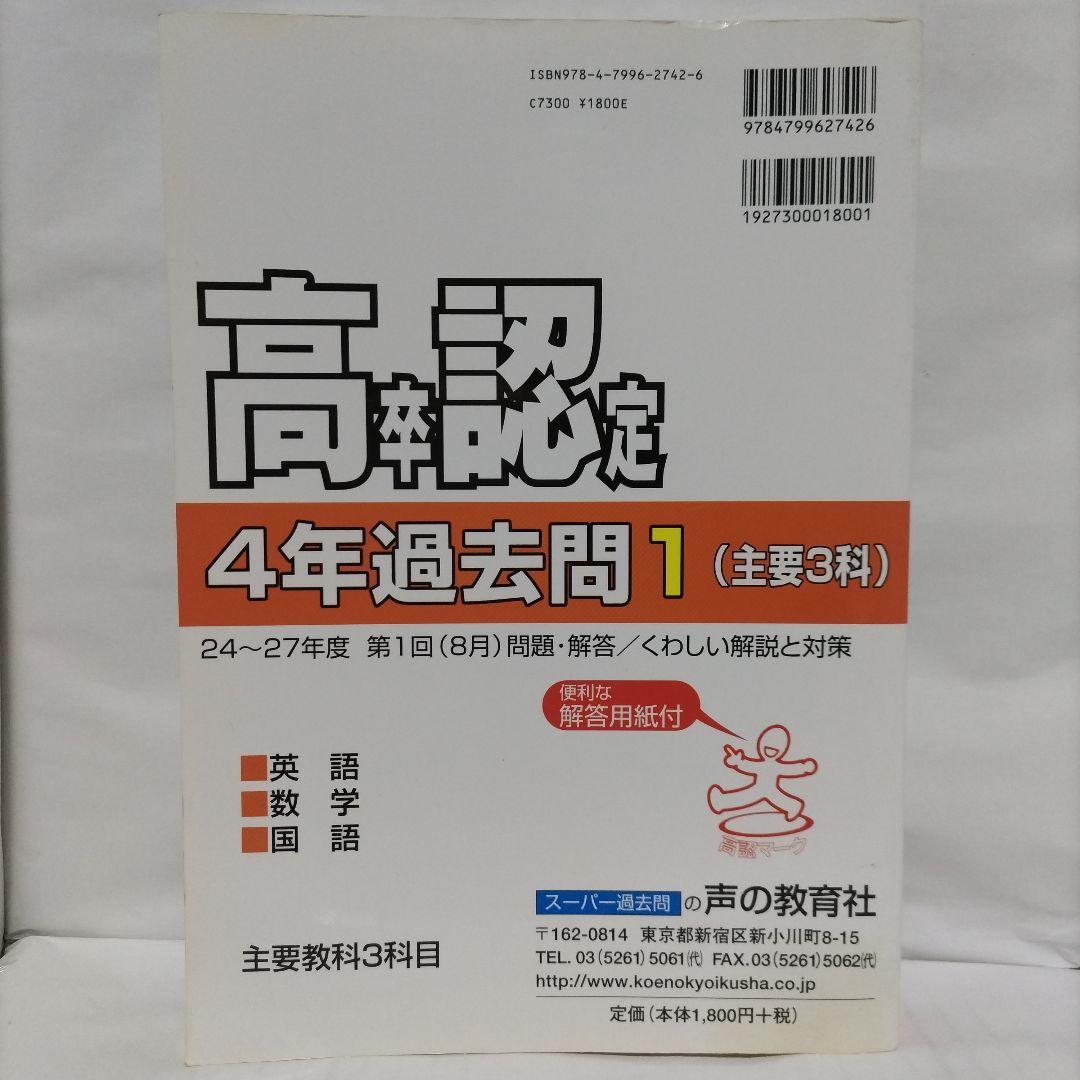 ISBN978-4-7996-2742-6
C7300 ¥1800E
9784799627426
1927300018001
高卒認定
4年過去問1(主要3科)
24～27年度 第1回(8月)問題・解答／くわしい解説と対策
便利な
解答用紙付
高認マーク
■英 語
■数 学
■国 語
主要教科3科目
スーパー過去問の声の教育社
〒162-0814 東京都新宿区新小川町8-15
TEL.03(5261)5061㈹ FAX.03(5261)5062㈹
http://www.koenokyoikusha.co.jp
定価(本体1,800円＋税)